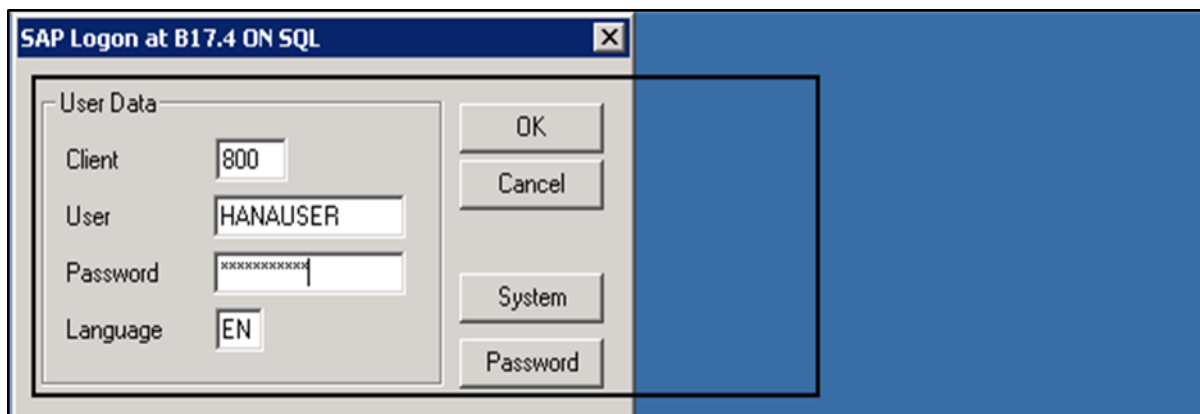 SAP Logon at B17.4 ON SQL
User Data
Client 800
User HANAUSER
Password ***********
Language EN
OK
Cancel
System
Password